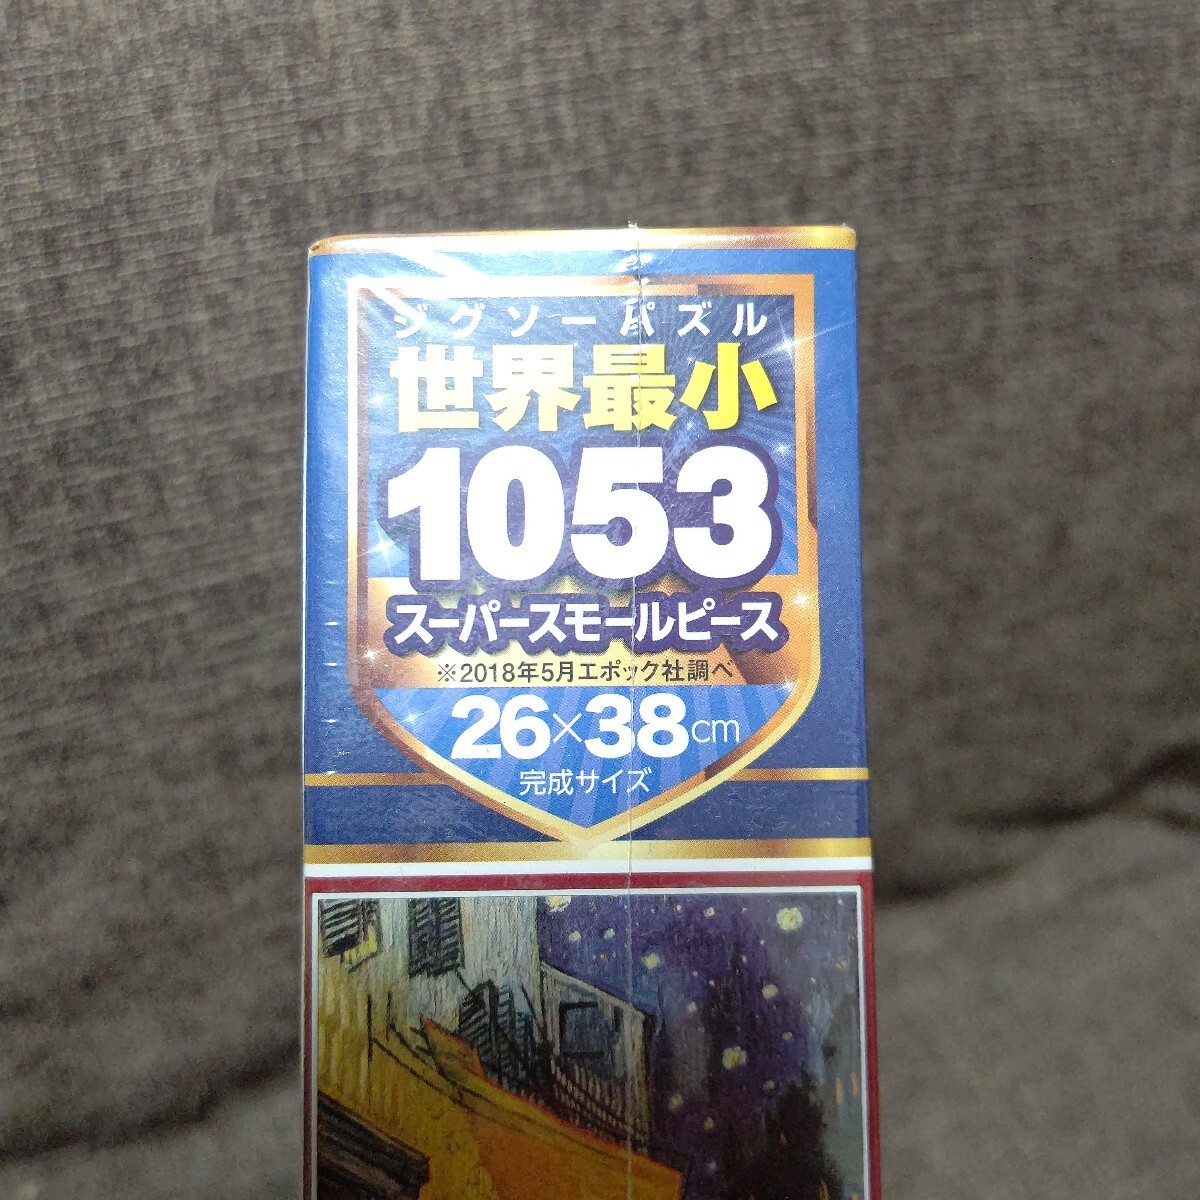 ジグソーパズル
世界最小
1053
スーパースモールピース
※2018年5月エポック社調べ
26×38cm
完成サイズ